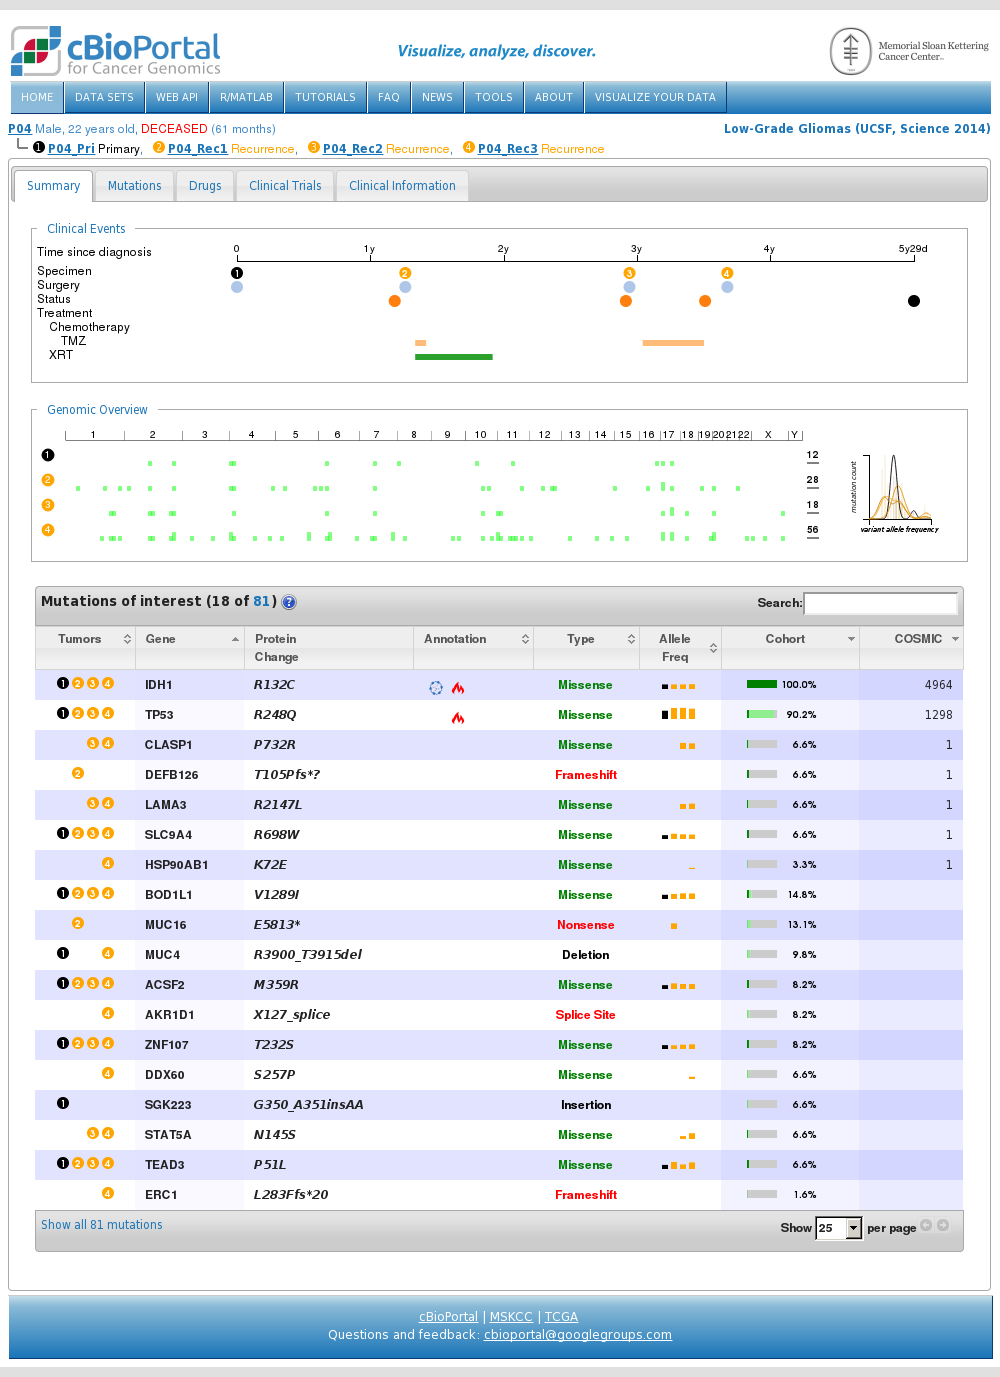 cBioPortal
for Cancer Genomics
Visualize, analyze, discover.
Memorial Sloan Kettering
Cancer Center
HOME DATA SETS WEB API R/MATLAB TUTORIALS FAQ NEWS TOOLS ABOUT VISUALIZE YOUR DATA
P04 Male, 22 years old, DECEASED (61 months) Low-Grade Gliomas (UCSF, Science 2014)
1 P04_Pri Primary, 2 P04_Rec1 Recurrence, 3 P04_Rec2 Recurrence, 4 P04_Rec3 Recurrence
Summary Mutations Drugs Clinical Trials Clinical Information
Clinical Events
Time since diagnosis 0 1y 2y 3y 4y 5y29d
Specimen 1 2 3 4
Surgery
Status
Treatment
Chemotherapy
TMZ
XRT
Genomic Overview
1 2 3 4 5 6 7 8 9 10 11 12 13 14 15 16 17 18 19 20 21 22 X Y
1 12
2 28
3 18
4 56
mutation count
variant allele frequency
Mutations of interest (18 of 81) ? Search:
Tumors Gene Protein Change Annotation Type Allele Freq Cohort COSMIC
1 2 3 4 IDH1 R132C Missense 100.0% 4964
1 2 3 4 TP53 R248Q Missense 90.2% 1298
3 4 CLASP1 P732R Missense 6.6% 1
2 DEFB126 T105Pfs*? Frameshift 6.6% 1
3 4 LAMA3 R2147L Missense 6.6% 1
1 2 3 4 SLC9A4 R698W Missense 6.6% 1
4 HSP90AB1 K72E Missense 3.3% 1
1 2 3 4 BOD1L1 V1289I Missense 14.8%
2 MUC16 E5813* Nonsense 13.1%
1 4 MUC4 R3900_T3915del Deletion 9.8%
1 2 3 4 ACSF2 M359R Missense 8.2%
4 AKR1D1 X127_splice Splice Site 8.2%
1 2 3 4 ZNF107 T232S Missense 8.2%
4 DDX60 S257P Missense 6.6%
1 SGK223 G350_A351insAA Insertion 6.6%
3 4 STAT5A N145S Missense 6.6%
1 2 3 4 TEAD3 P51L Missense 6.6%
4 ERC1 L283Ffs*20 Frameshift 1.6%
Show all 81 mutations Show 25 per page
cBioPortal | MSKCC | TCGA
Questions and feedback: cbioportal@googlegroups.com